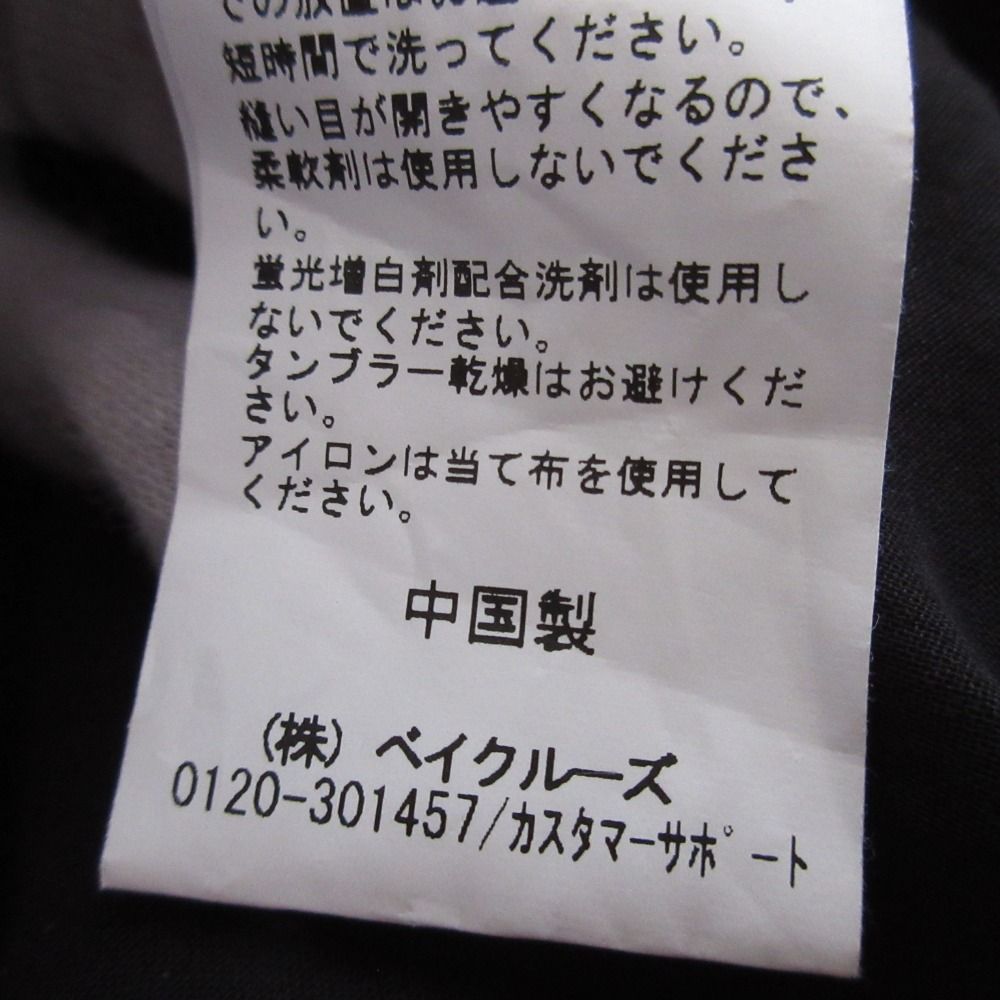 短時間で洗ってください。
縫い目が開きやすくなるので、
柔軟剤は使用しないでくださ
い。
蛍光増白剤配合洗剤は使用し
ないでください。
タンブラー乾燥はお避けくだ
さい。
アイロンは当て布を使用して
ください。
中国製
(株) ベイクルーズ
0120-301457/カスタマーサポート